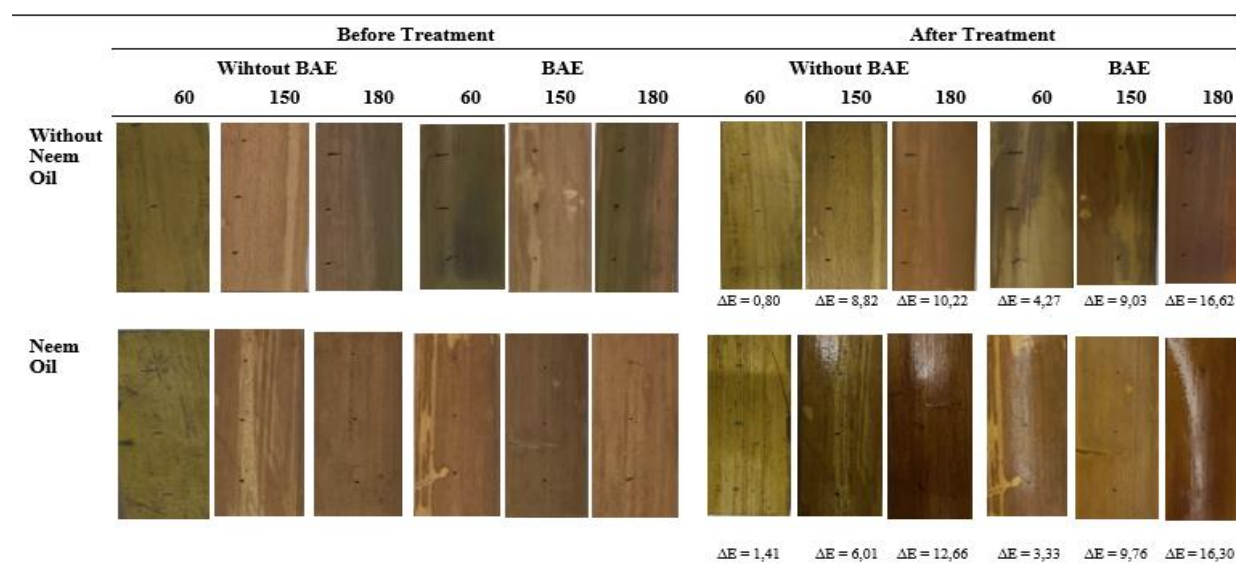 Before Treatment After Treatment
Wihtout BAE BAE Without BAE BAE
60 150 180 60 150 180 60 150 180 60 150 180
Without
Neem
Oil
ΔE = 0,80 ΔE = 8,82 ΔE = 10,22 ΔE = 4,27 ΔE = 9,03 ΔE = 16,62
Neem
Oil
ΔE = 1,41 ΔE = 6,01 ΔE = 12,66 ΔE = 3,33 ΔE = 9,76 ΔE = 16,30